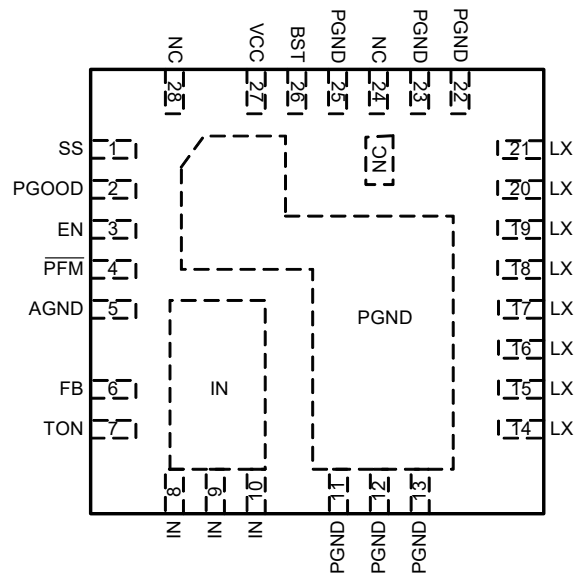 NC
VCC
BST
PGND
NC
PGND
PGND
28
27
26
25
24
23
22
SS 1
PGOOD 2
EN 3
PFM 4
AGND 5
FB 6
TON 7
NC
PGND
IN
21 LX
20 LX
19 LX
18 LX
17 LX
16 LX
15 LX
14 LX
8
9
10
11
12
13
IN
IN
IN
PGND
PGND
PGND